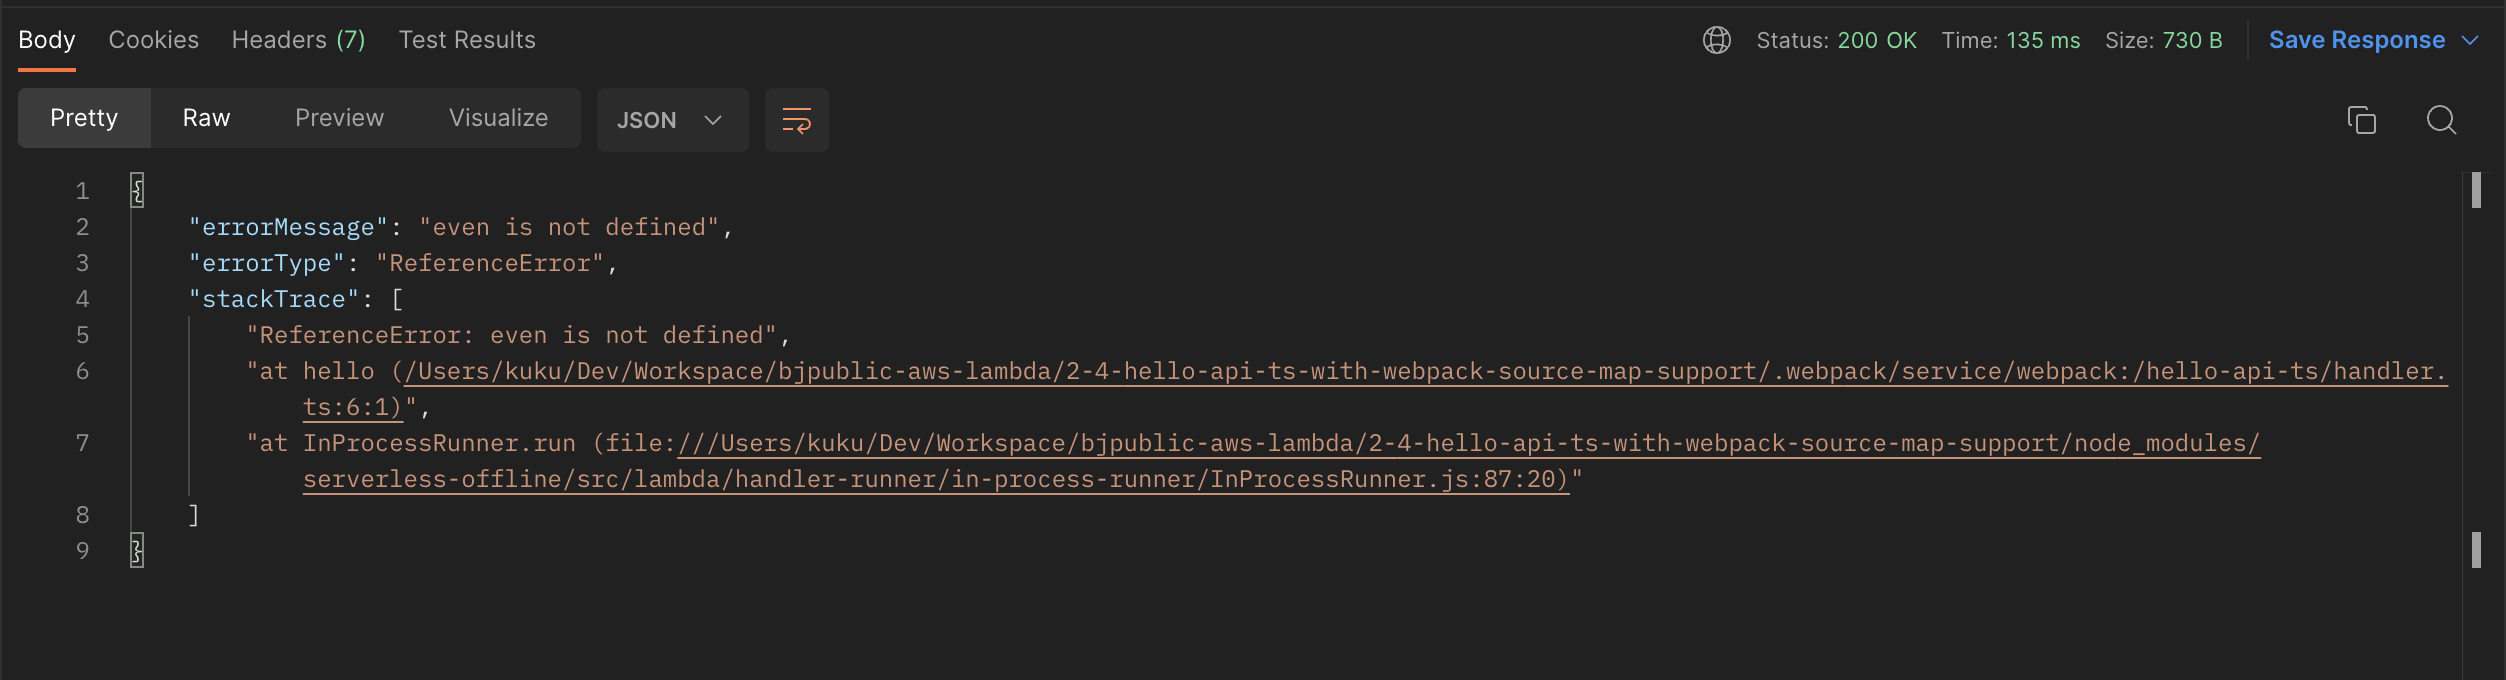 Body Cookies Headers (7) Test Results Status: 200 OK Time: 135 ms Size: 730 B Save Response
Pretty Raw Preview Visualize JSON
1 {
2 "errorMessage": "even is not defined",
3 "errorType": "ReferenceError",
4 "stackTrace": [
5 "ReferenceError: even is not defined",
6 "at hello (/Users/kuku/Dev/Workspace/bjpublic-aws-lambda/2-4-hello-api-ts-with-webpack-source-map-support/.webpack/service/webpack:/hello-api-ts/handler.
ts:6:1)",
7 "at InProcessRunner.run (file:///Users/kuku/Dev/Workspace/bjpublic-aws-lambda/2-4-hello-api-ts-with-webpack-source-map-support/node_modules/
serverless-offline/src/lambda/handler-runner/in-process-runner/InProcessRunner.js:87:20)"
8 ]
9 }